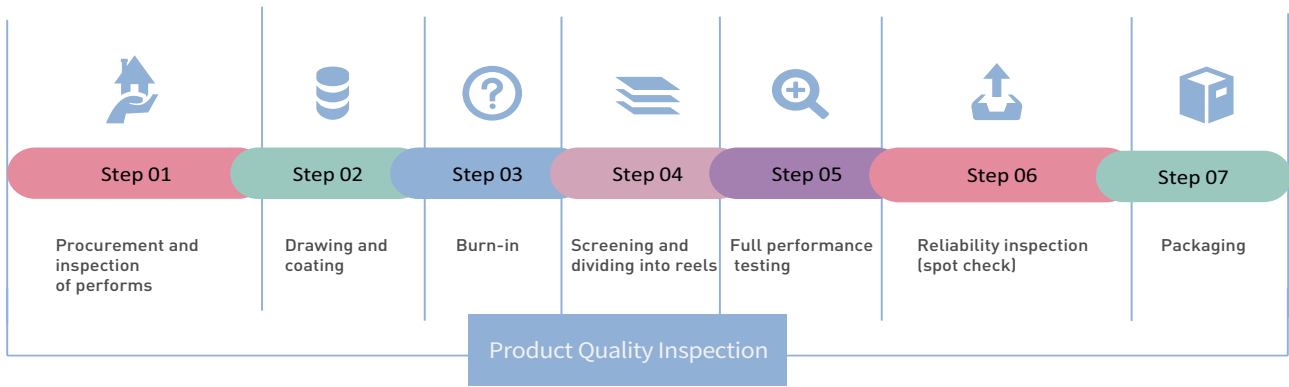 Step 01
Step 02
Step 03
Step 04
Step 05
Step 06
Step 07
Procurement and
inspection
of performs
Drawing and
coating
Burn-in
Screening and
dividing into reels
Full performance
testing
Reliability inspection
(spot check)
Packaging
Product Quality Inspection